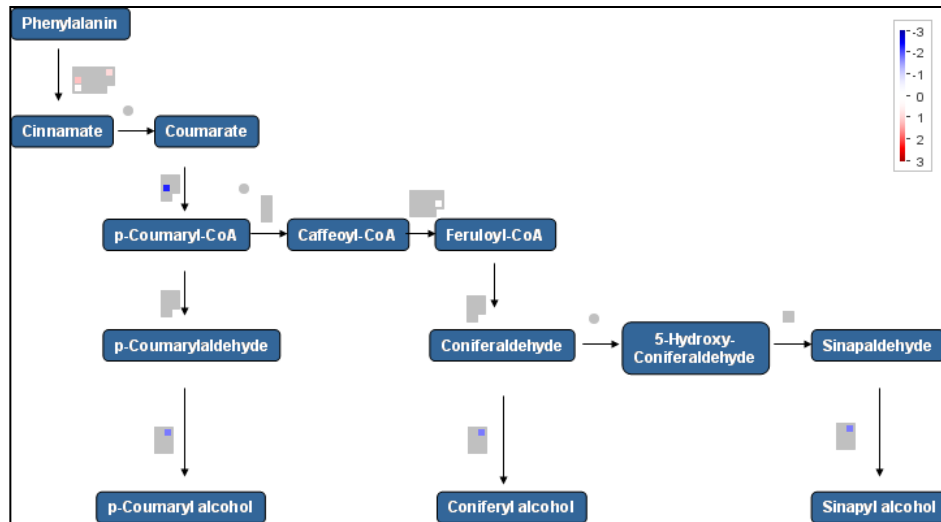 Phenylalanin
-3
-2
-1
0
1
2
3
Cinnamate
Coumarate
p-Coumaryl-CoA
Caffeoyl-CoA
Feruloyl-CoA
p-Coumarylaldehyde
Coniferaldehyde
5-Hydroxy-
Coniferaldehyde
Sinapaldehyde
p-Coumaryl alcohol
Coniferyl alcohol
Sinapyl alcohol